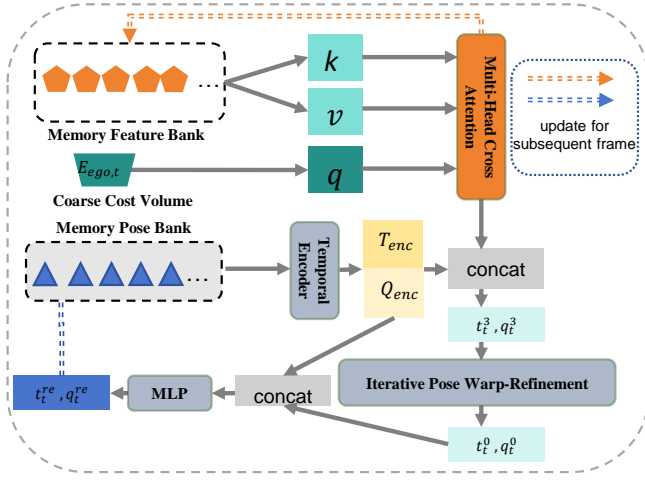 ...
Memory Feature Bank
k
v
q
Multi-Head Cross
Attention
update for
subsequent frame
E_{ego,t}
Coarse Cost Volume
Memory Pose Bank
...
Temporal
Encoder
T_{enc}
Q_{enc}
concat
t_t^3, q_t^3
Iterative Pose Warp-Refinement
t_t^0, q_t^0
concat
MLP
t_t^{re}, q_t^{re}